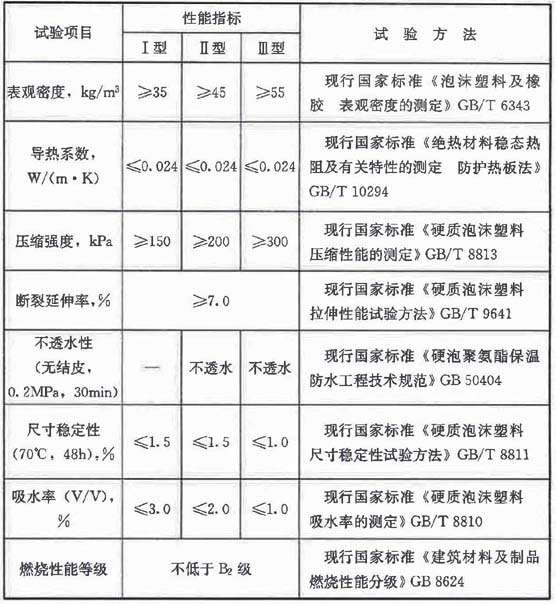 试验项目 性能指标 试 验 方 法
Ⅰ型 Ⅱ型 Ⅲ型
表观密度，kg/m³ ≥35 ≥45 ≥55 现行国家标准《泡沫塑料及橡
胶 表观密度的测定》GB/T 6343
导热系数，
W/(m·K) ≤0.024 ≤0.024 ≤0.024 现行国家标准《绝热材料稳态热
阻及有关特性的测定 防护热板法》
GB/T 10294
压缩强度，kPa ≥150 ≥200 ≥300 现行国家标准《硬质泡沫塑料
压缩性能的测定》GB/T 8813
断裂延伸率，% ≥7.0 现行国家标准《硬质泡沫塑料
拉伸性能试验方法》GB/T 9641
不透水性
（无结皮，
0.2MPa，30min） — 不透水 不透水 现行国家标准《硬泡聚氨酯保温
防水工程技术规范》GB 50404
尺寸稳定性
(70℃，48h)，% ≤1.5 ≤1.5 ≤1.0 现行国家标准《硬质泡沫塑料
尺寸稳定性试验方法》GB/T 8811
吸水率（V/V），
% ≤3.0 ≤2.0 ≤1.0 现行国家标准《硬质泡沫塑料
吸水率的测定》GB/T 8810
燃烧性能等级 不低于 B₂ 级 现行国家标准《建筑材料及制品
燃烧性能分级》GB 8624